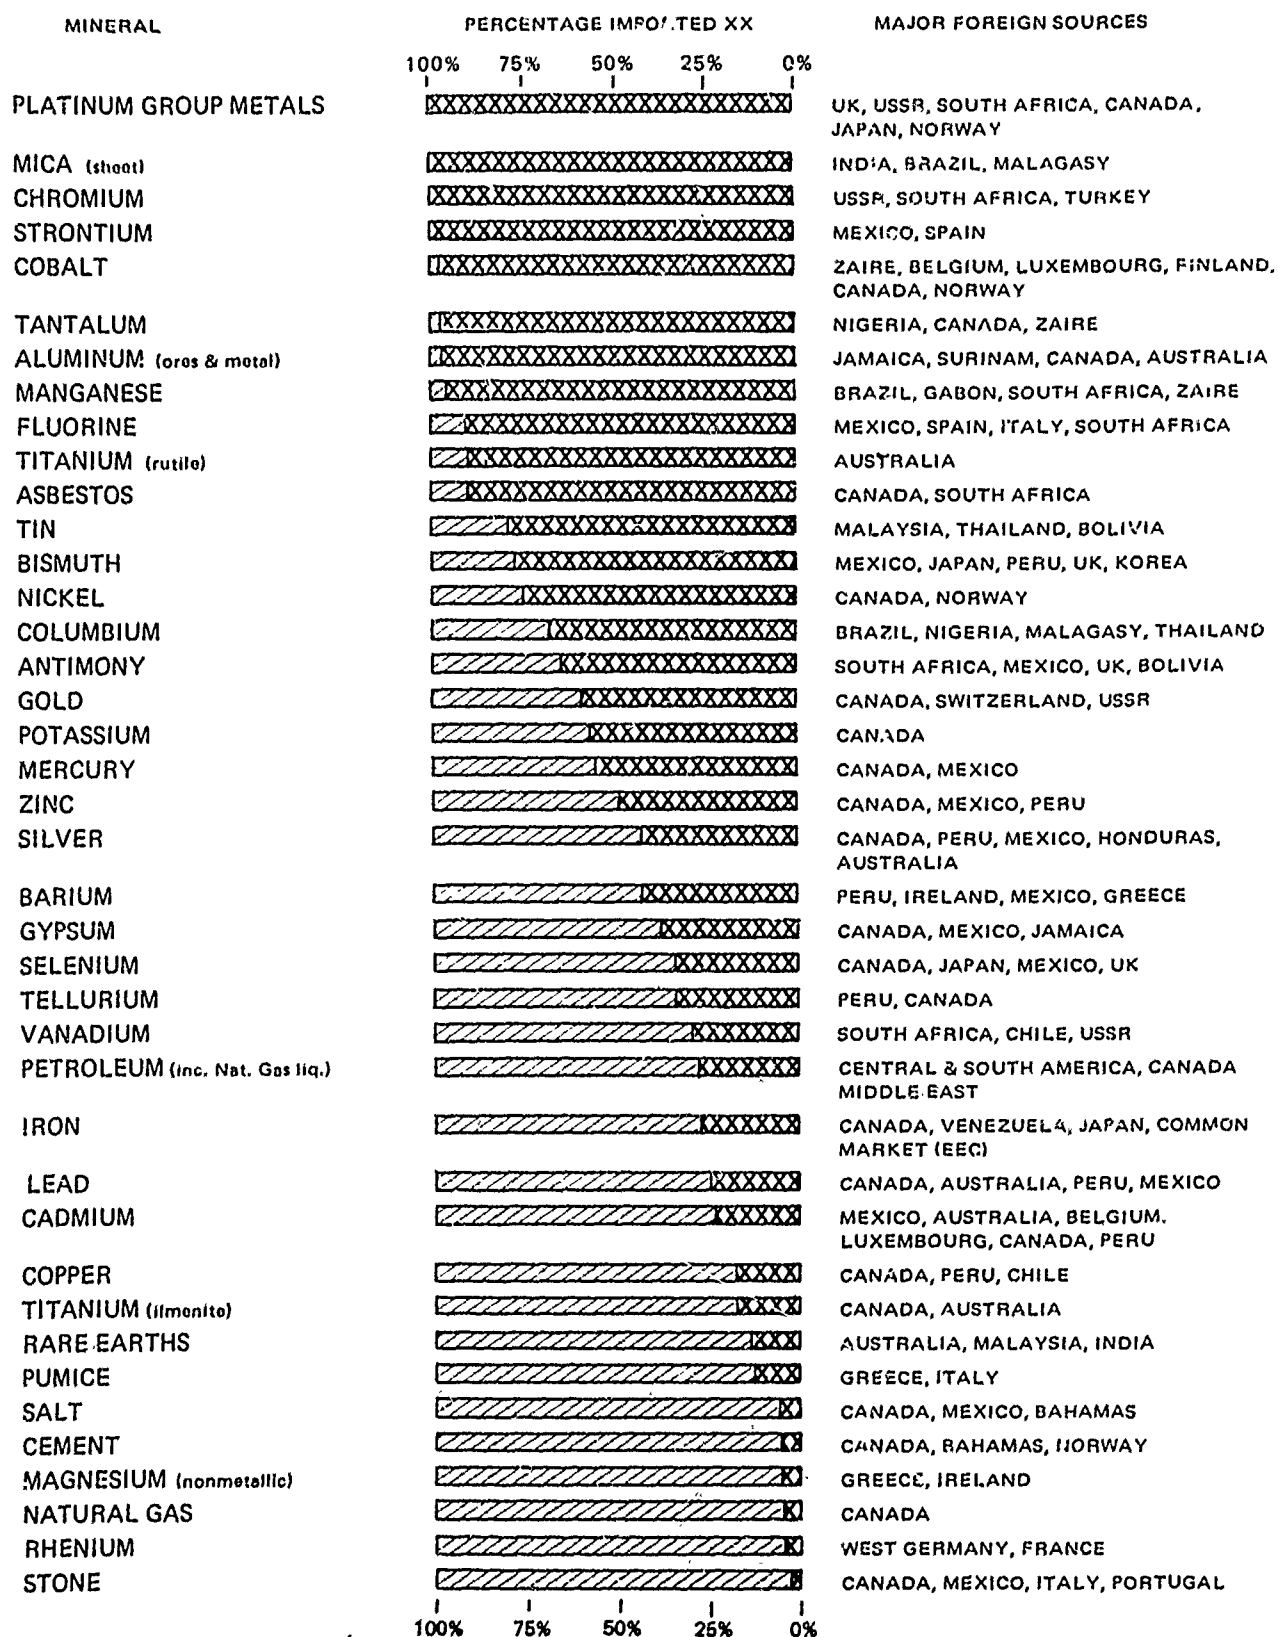 MINERAL PERCENTAGE IMPORTED XX MAJOR FOREIGN SOURCES
100% 75% 50% 25% 0%
PLATINUM GROUP METALS UK, USSR, SOUTH AFRICA, CANADA,
JAPAN, NORWAY
MICA (sheet) INDIA, BRAZIL, MALAGASY
CHROMIUM USSR, SOUTH AFRICA, TURKEY
STRONTIUM MEXICO, SPAIN
COBALT ZAIRE, BELGIUM, LUXEMBOURG, FINLAND,
CANADA, NORWAY
TANTALUM NIGERIA, CANADA, ZAIRE
ALUMINUM (ores & metal) JAMAICA, SURINAM, CANADA, AUSTRALIA
MANGANESE BRAZIL, GABON, SOUTH AFRICA, ZAIRE
FLUORINE MEXICO, SPAIN, ITALY, SOUTH AFRICA
TITANIUM (rutile) AUSTRALIA
ASBESTOS CANADA, SOUTH AFRICA
TIN MALAYSIA, THAILAND, BOLIVIA
BISMUTH MEXICO, JAPAN, PERU, UK, KOREA
NICKEL CANADA, NORWAY
COLUMBIUM BRAZIL, NIGERIA, MALAGASY, THAILAND
ANTIMONY SOUTH AFRICA, MEXICO, UK, BOLIVIA
GOLD CANADA, SWITZERLAND, USSR
POTASSIUM CANADA
MERCURY CANADA, MEXICO
ZINC CANADA, MEXICO, PERU
SILVER CANADA, PERU, MEXICO, HONDURAS,
AUSTRALIA
BARIUM PERU, IRELAND, MEXICO, GREECE
GYPSUM CANADA, MEXICO, JAMAICA
SELENIUM CANADA, JAPAN, MEXICO, UK
TELLURIUM PERU, CANADA
VANADIUM SOUTH AFRICA, CHILE, USSR
PETROLEUM (inc. Nat. Gas liq.) CENTRAL & SOUTH AMERICA, CANADA
MIDDLE EAST
IRON CANADA, VENEZUELA, JAPAN, COMMON
MARKET (EEC)
LEAD CANADA, AUSTRALIA, PERU, MEXICO
CADMIUM MEXICO, AUSTRALIA, BELGIUM.
LUXEMBOURG, CANADA, PERU
COPPER CANADA, PERU, CHILE
TITANIUM (ilmenite) CANADA, AUSTRALIA
RARE EARTHS AUSTRALIA, MALAYSIA, INDIA
PUMICE GREECE, ITALY
SALT CANADA, MEXICO, BAHAMAS
CEMENT CANADA, BAHAMAS, NORWAY
MAGNESIUM (nonmetallic) GREECE, IRELAND
NATURAL GAS CANADA
RHENIUM WEST GERMANY, FRANCE
STONE CANADA, MEXICO, ITALY, PORTUGAL
100% 75% 50% 25% 0%